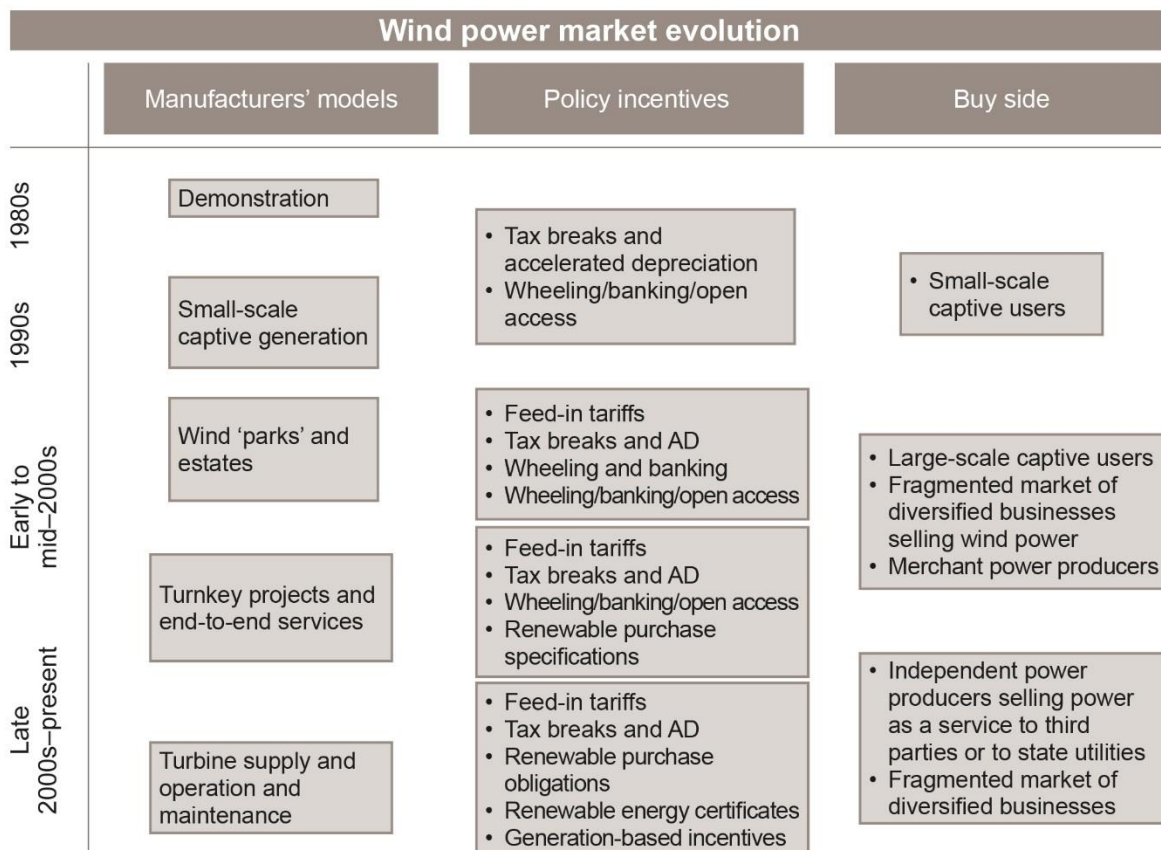 Wind power market evolution
Manufacturers’ models
Policy incentives
Buy side
1980s
1990s
Early to
mid–2000s
Late
2000s–present
Demonstration
Small-scale
captive generation
Wind ‘parks’ and
estates
Turnkey projects and
end-to-end services
Turbine supply and
operation and
maintenance
• Tax breaks and
accelerated depreciation
• Wheeling/banking/open
access
• Feed-in tariffs
• Tax breaks and AD
• Wheeling and banking
• Wheeling/banking/open access
• Feed-in tariffs
• Tax breaks and AD
• Wheeling/banking/open access
• Renewable purchase
specifications
• Feed-in tariffs
• Tax breaks and AD
• Renewable purchase
obligations
• Renewable energy certificates
• Generation-based incentives
• Small-scale
captive users
• Large-scale captive users
• Fragmented market of
diversified businesses
selling wind power
• Merchant power producers
• Independent power
producers selling power
as a service to third
parties or to state utilities
• Fragmented market of
diversified businesses